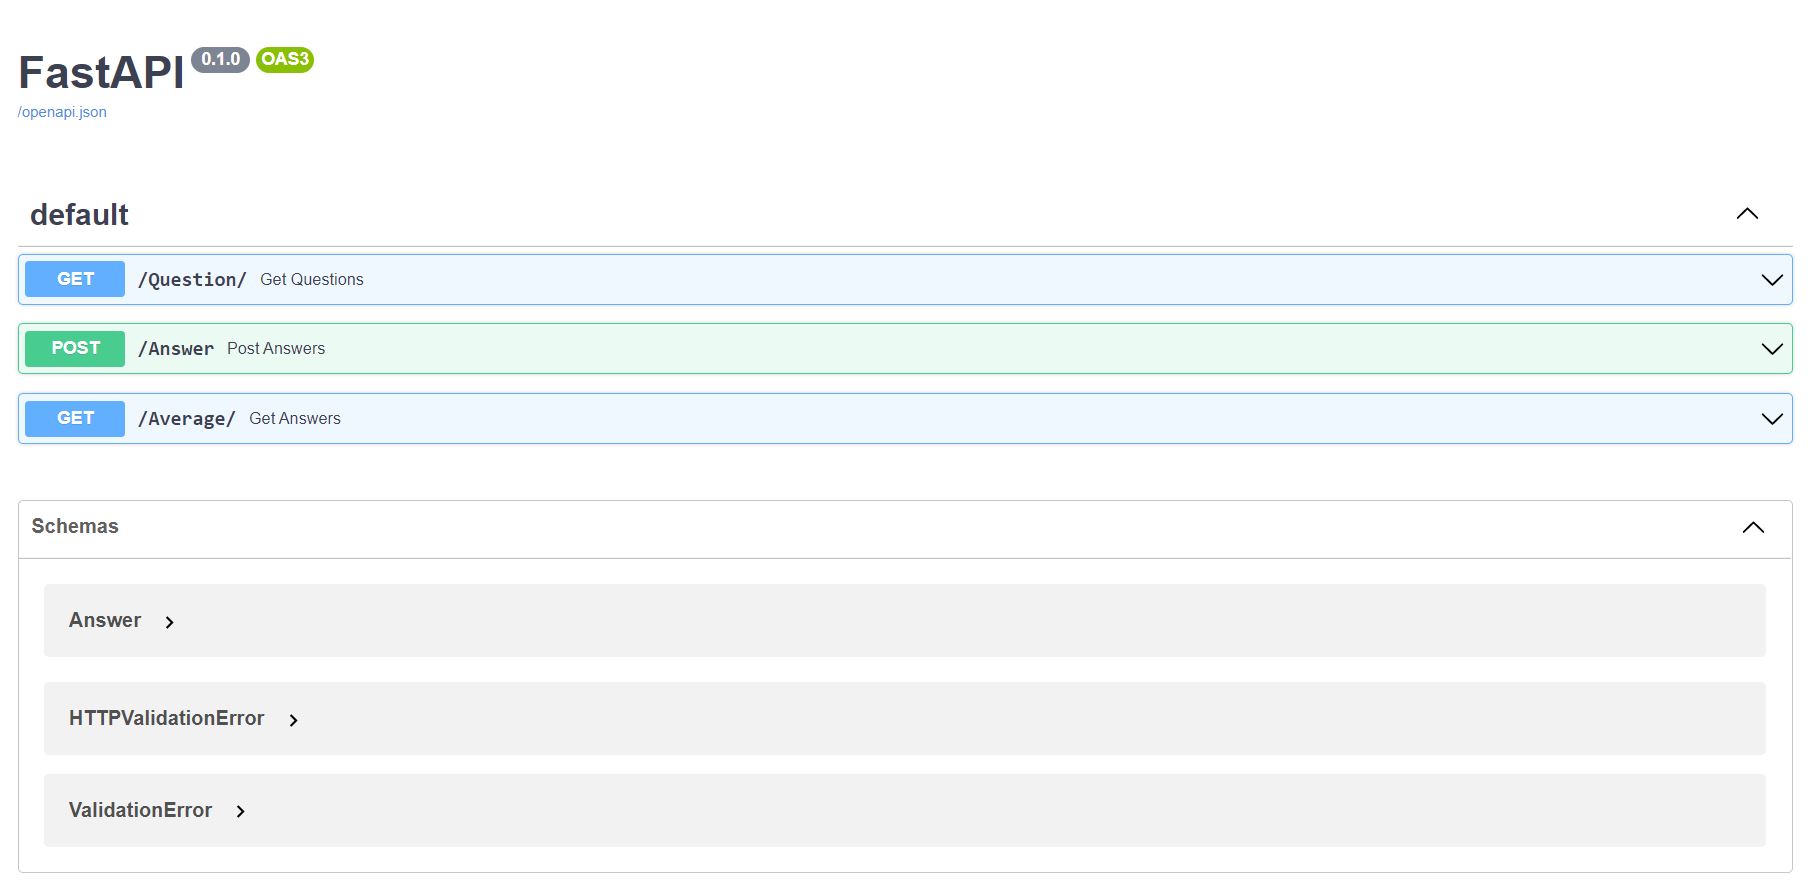 FastAPI 0.1.0 OAS3
/openapi.json
default
GET /Question/ Get Questions
POST /Answer Post Answers
GET /Average/ Get Answers
Schemas
Answer
HTTPValidationError
ValidationError